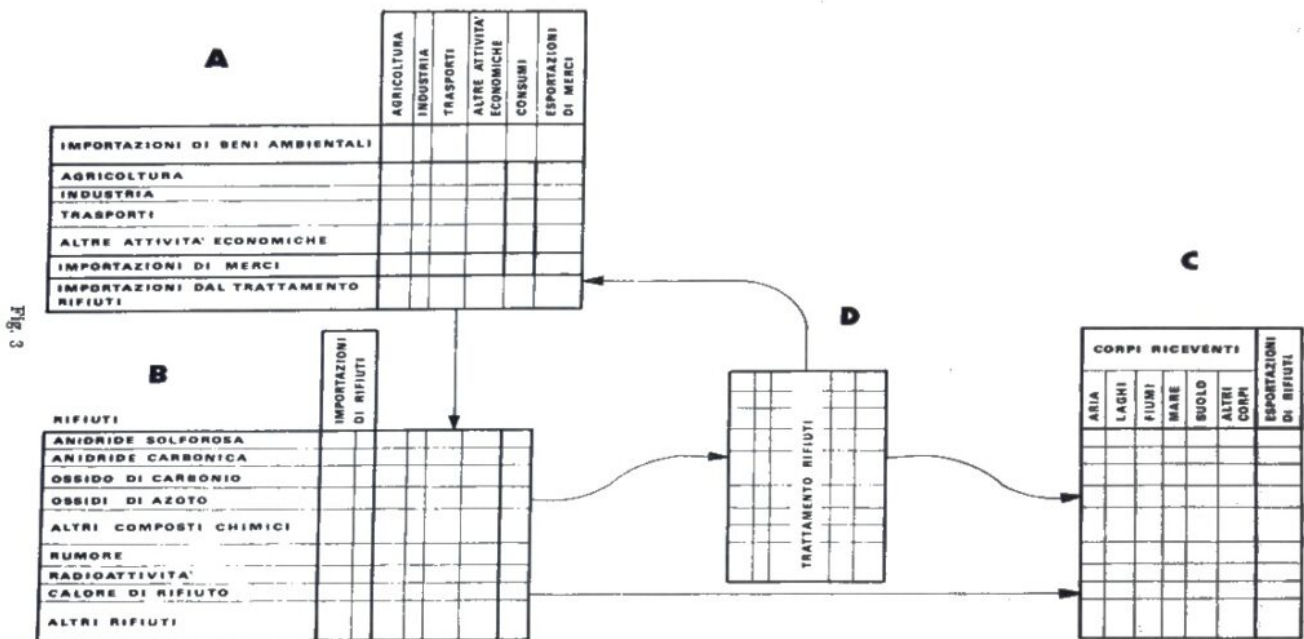 A
AGRICOLTURA
INDUSTRIA
TRASPORTI
ALTRE ATTIVITA'
ECONOMICHE
CONSUMI
ESPORTAZIONI
DI MERCI
IMPORTAZIONI DI BENI AMBIENTALI
AGRICOLTURA
INDUSTRIA
TRASPORTI
ALTRE ATTIVITA' ECONOMICHE
IMPORTAZIONI DI MERCI
IMPORTAZIONI DAL TRATTAMENTO
RIFIUTI
Fig. 3
B
IMPORTAZIONI
DI RIFIUTI
RIFIUTI
ANIDRIDE SOLFOROSA
ANIDRIDE CARBONICA
OSSIDO DI CARBONIO
OSSIDI DI AZOTO
ALTRI COMPOSTI CHIMICI
RUMORE
RADIOATTIVITA'
CALORE DI RIFIUTO
ALTRI RIFIUTI
D
TRATTAMENTO RIFIUTI
C
CORPI RICEVENTI
ARIA
LAGHI
FIUMI
MARE
SUOLO
ALTRI
CORPI
ESPORTAZIONI
DI RIFIUTI